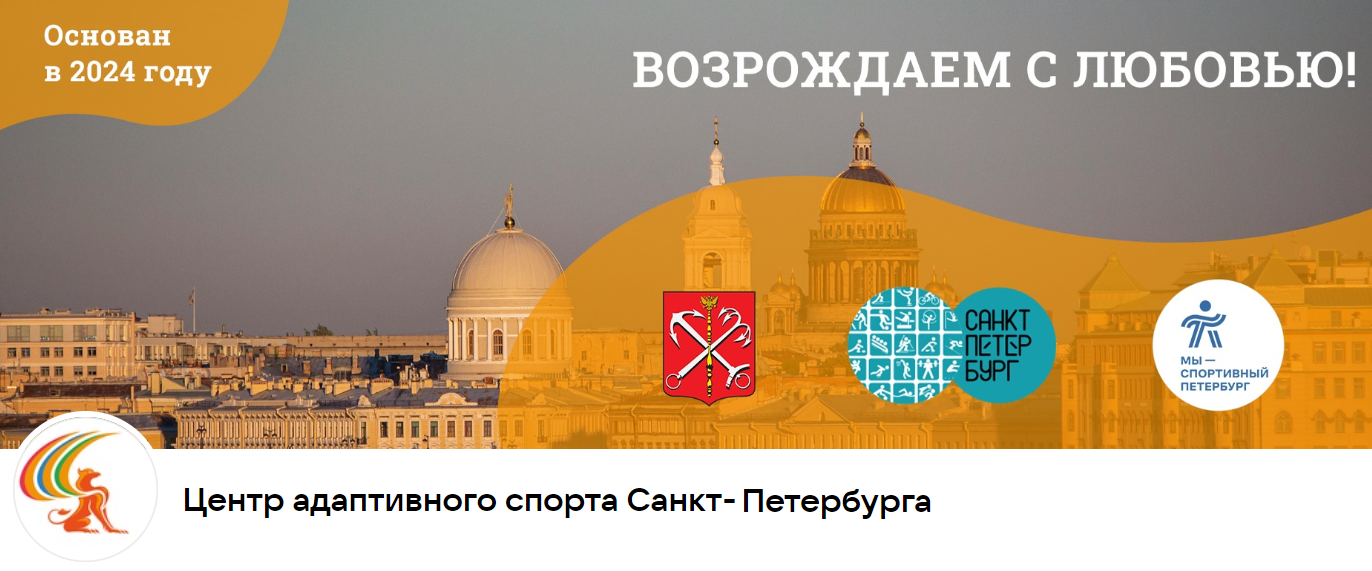 Основан
в 2024 году
ВОЗРОЖДАЕМ С ЛЮБОВЬЮ!
САНКТ
ПЕТЕР
БУРГ
МЫ —
СПОРТИВНЫЙ
ПЕТЕРБУРГ
Центр адаптивного спорта Санкт- Петербурга